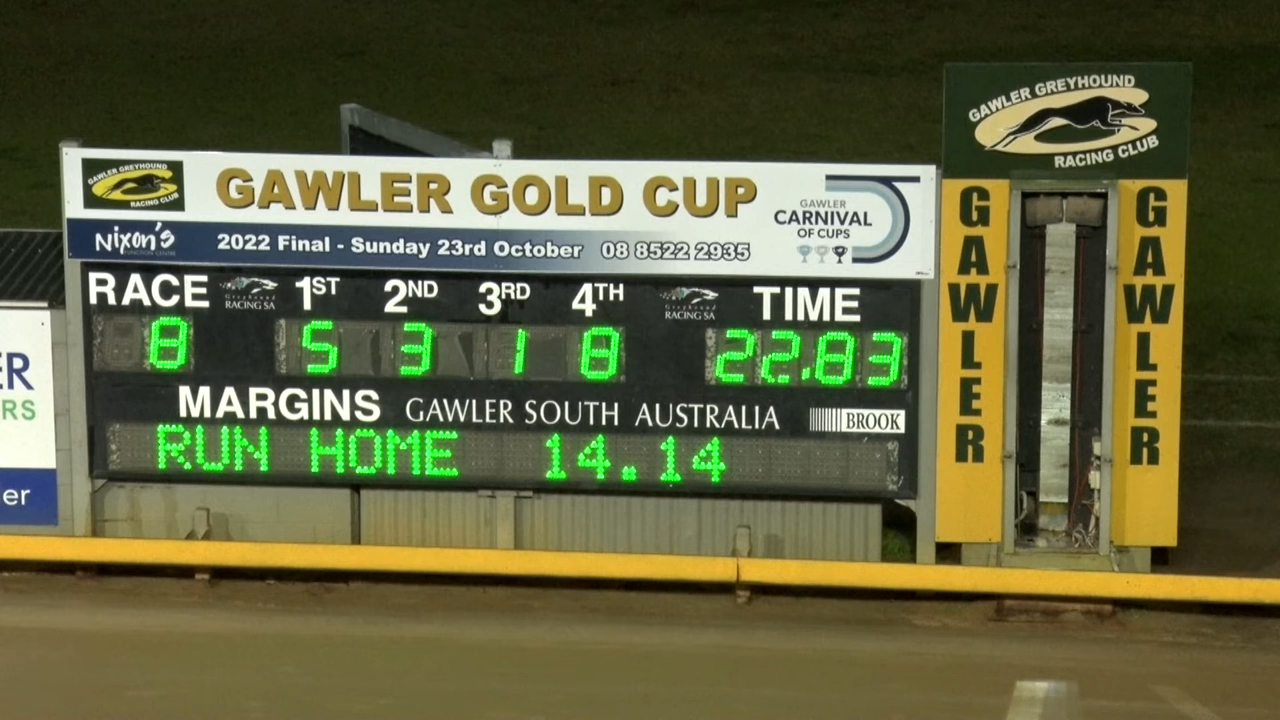 GAWLER GREYHOUND
RACING CLUB
GAWLER GOLD CUP
GAWLER
CARNIVAL
OF CUPS
Nixon's
FUNCTION CENTRE
2022 Final - Sunday 23rd October 08 8522 2935
RACE Greyhound RACING SA 1ST 2ND 3RD 4TH Greyhound RACING SA TIME
8 5 3 1 8 22.83
MARGINS GAWLER SOUTH AUSTRALIA BROOK
RUN HOME 14.14
GAWLER GREYHOUND
RACING CLUB
GAWLER
GAWLER
ER
RS
er